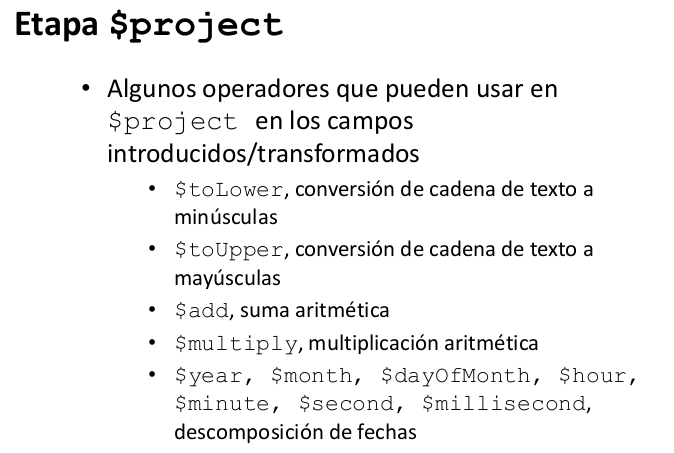 Etapa $project
• Algunos operadores que pueden usar en
$project en los campos
introducidos/transformados
• $toLower, conversión de cadena de texto a
minúsculas
• $toUpper, conversión de cadena de texto a
mayúsculas
• $add, suma aritmética
• $multiply, multiplicación aritmética
• $year, $month, $dayOfMonth, $hour,
$minute, $second, $millisecond,
descomposición de fechas